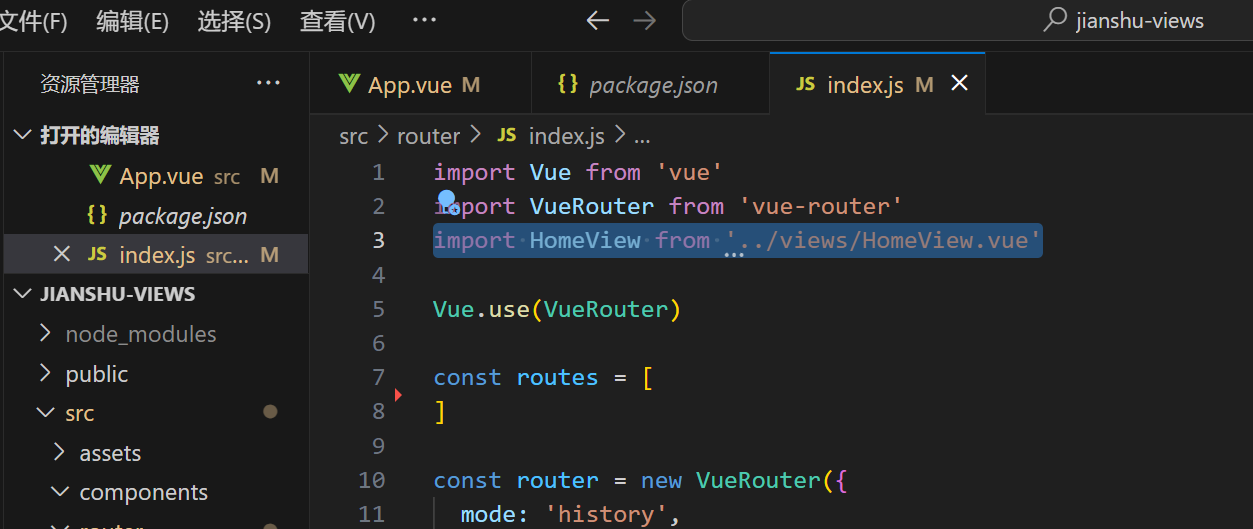 文件(F) 编辑(E) 选择(S) 查看(V) ··· ← → jianshu-views
资源管理器 ···
App.vue M
{} package.json
JS index.js M ×
打开的编辑器
App.vue src M
{} package.json
× JS index.js src... M
JIANSHU-VIEWS
node_modules
public
src
assets
components
router
src > router > JS index.js > ...
1 import Vue from 'vue'
2 import VueRouter from 'vue-router'
3 import HomeView from '../views/HomeView.vue'
4
5 Vue.use(VueRouter)
6
7 const routes = [
8 ]
9
10 const router = new VueRouter({
11 mode: 'history',